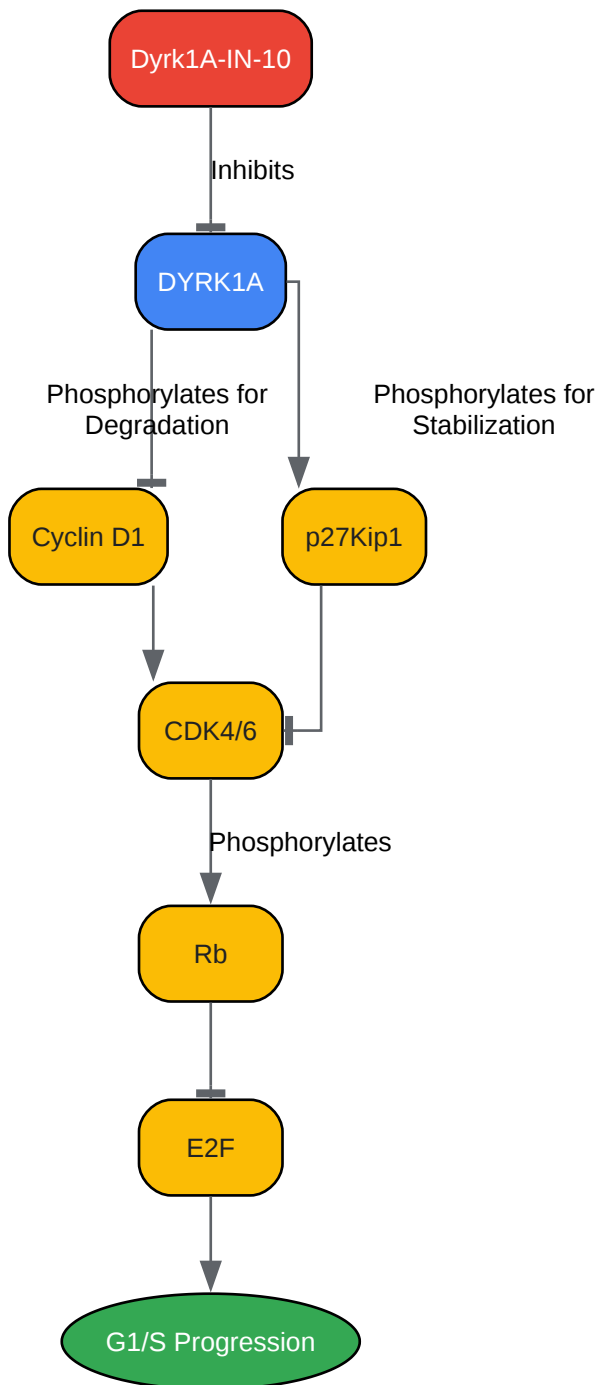 Dyrk1A-IN-10
Inhibits
DYRK1A
Phosphorylates for
Degradation
Phosphorylates for
Stabilization
Cyclin D1
p27Kip1
CDK4/6
Phosphorylates
Rb
E2F
G1/S Progression